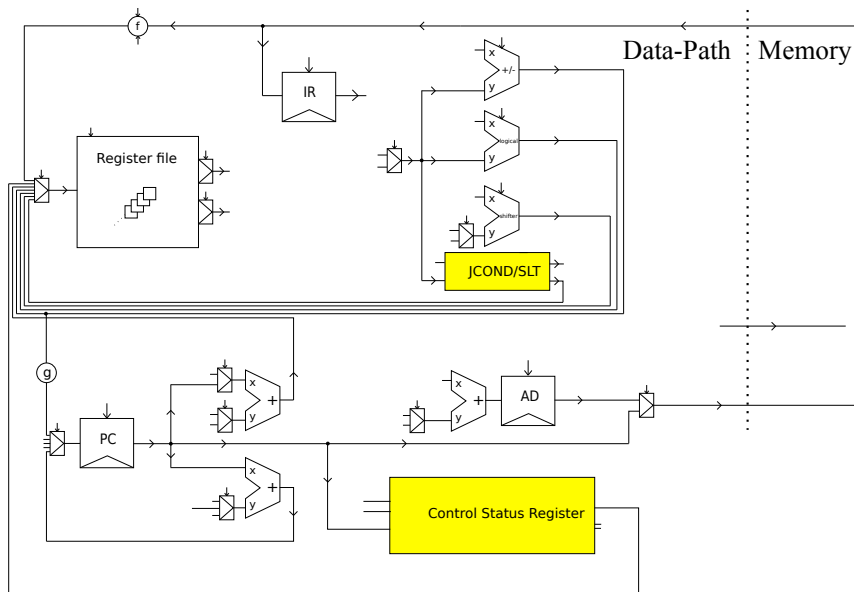 f
Data-Path
Memory
x
+/-
y
IR
x
logical
y
Register file
x
shifter
y
JCOND/SLT
g
x
+
y
x
+
y
AD
PC
x
+
y
Control Status Register